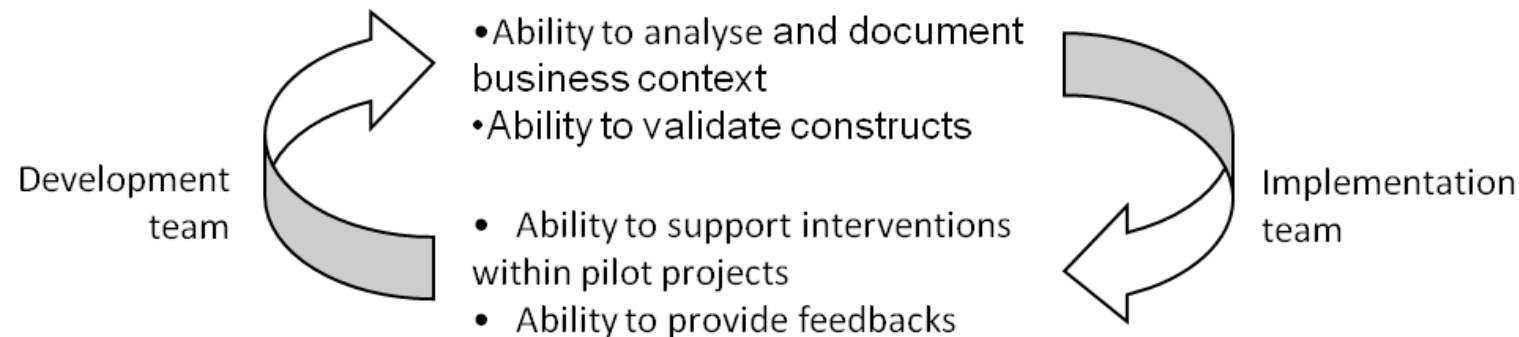 •Ability to analyse and document
business context
•Ability to validate constructs
Development
team
Implementation
team
• Ability to support interventions
within pilot projects
• Ability to provide feedbacks